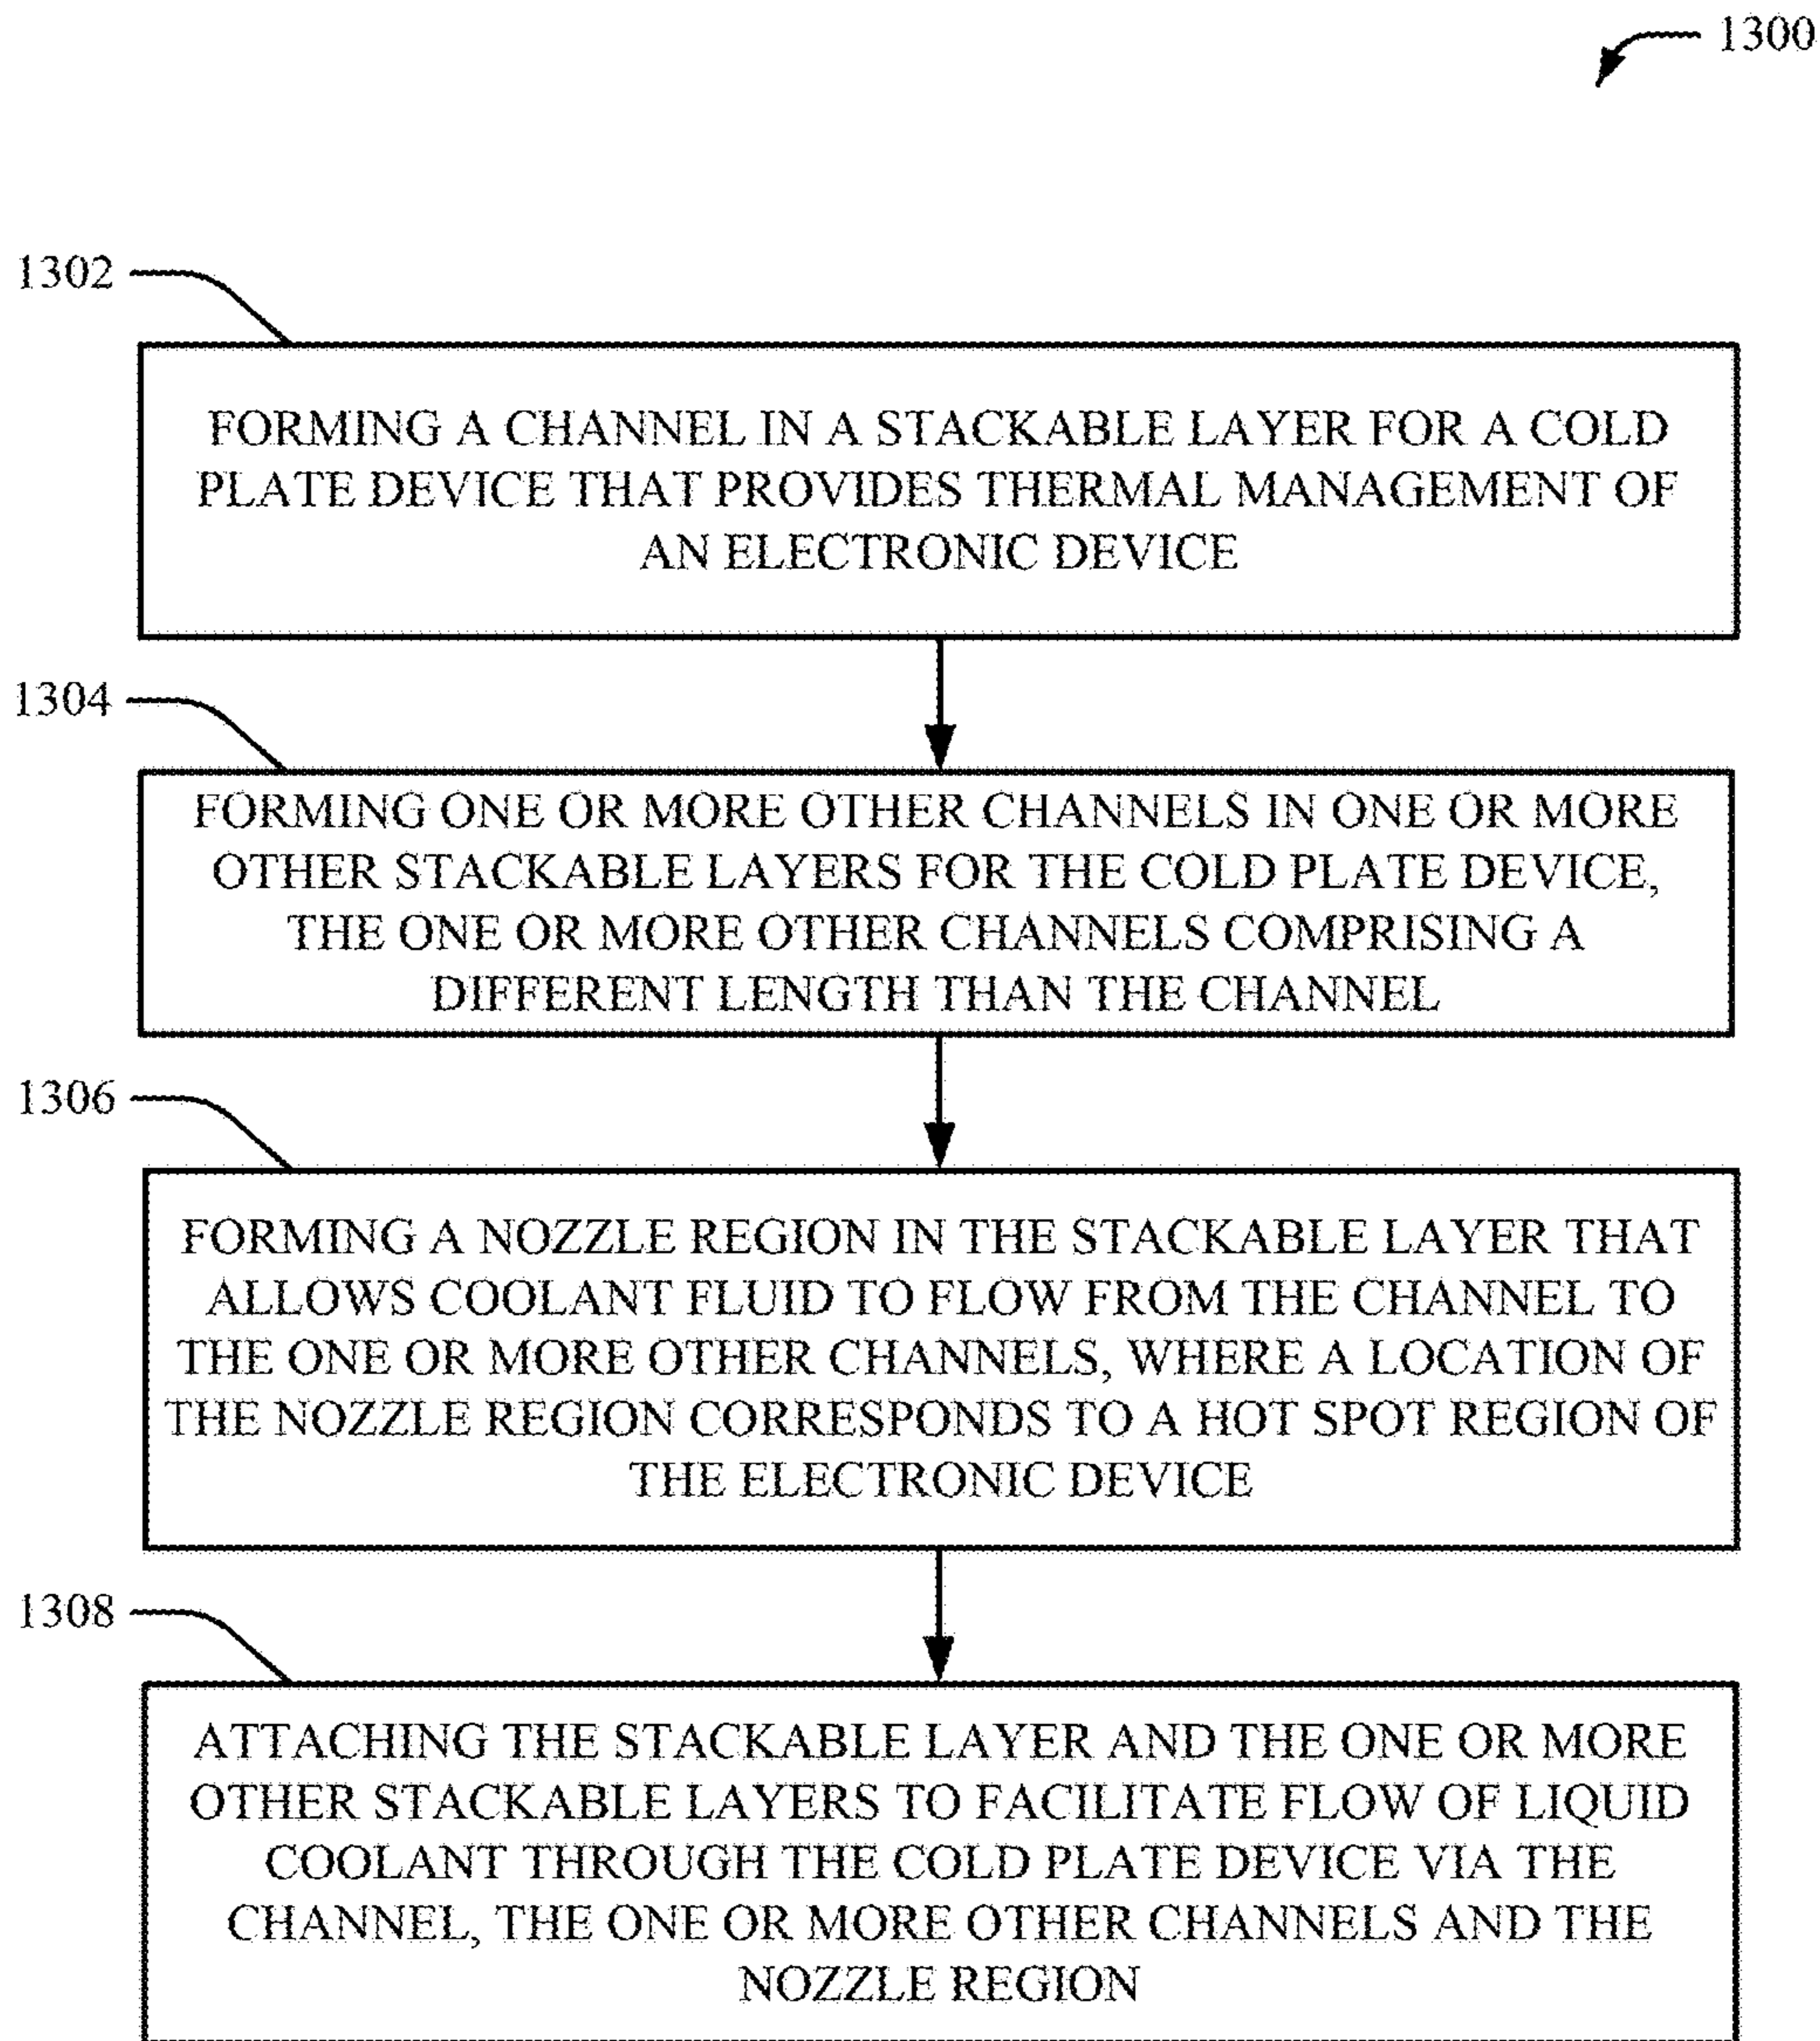 1300
1302
FORMING A CHANNEL IN A STACKABLE LAYER FOR A COLD
PLATE DEVICE THAT PROVIDES THERMAL MANAGEMENT OF
AN ELECTRONIC DEVICE
1304
FORMING ONE OR MORE OTHER CHANNELS IN ONE OR MORE
OTHER STACKABLE LAYERS FOR THE COLD PLATE DEVICE,
THE ONE OR MORE OTHER CHANNELS COMPRISING A
DIFFERENT LENGTH THAN THE CHANNEL
1306
FORMING A NOZZLE REGION IN THE STACKABLE LAYER THAT
ALLOWS COOLANT FLUID TO FLOW FROM THE CHANNEL TO
THE ONE OR MORE OTHER CHANNELS, WHERE A LOCATION OF
THE NOZZLE REGION CORRESPONDS TO A HOT SPOT REGION OF
THE ELECTRONIC DEVICE
1308
ATTACHING THE STACKABLE LAYER AND THE ONE OR MORE
OTHER STACKABLE LAYERS TO FACILITATE FLOW OF LIQUID
COOLANT THROUGH THE COLD PLATE DEVICE VIA THE
CHANNEL, THE ONE OR MORE OTHER CHANNELS AND THE
NOZZLE REGION